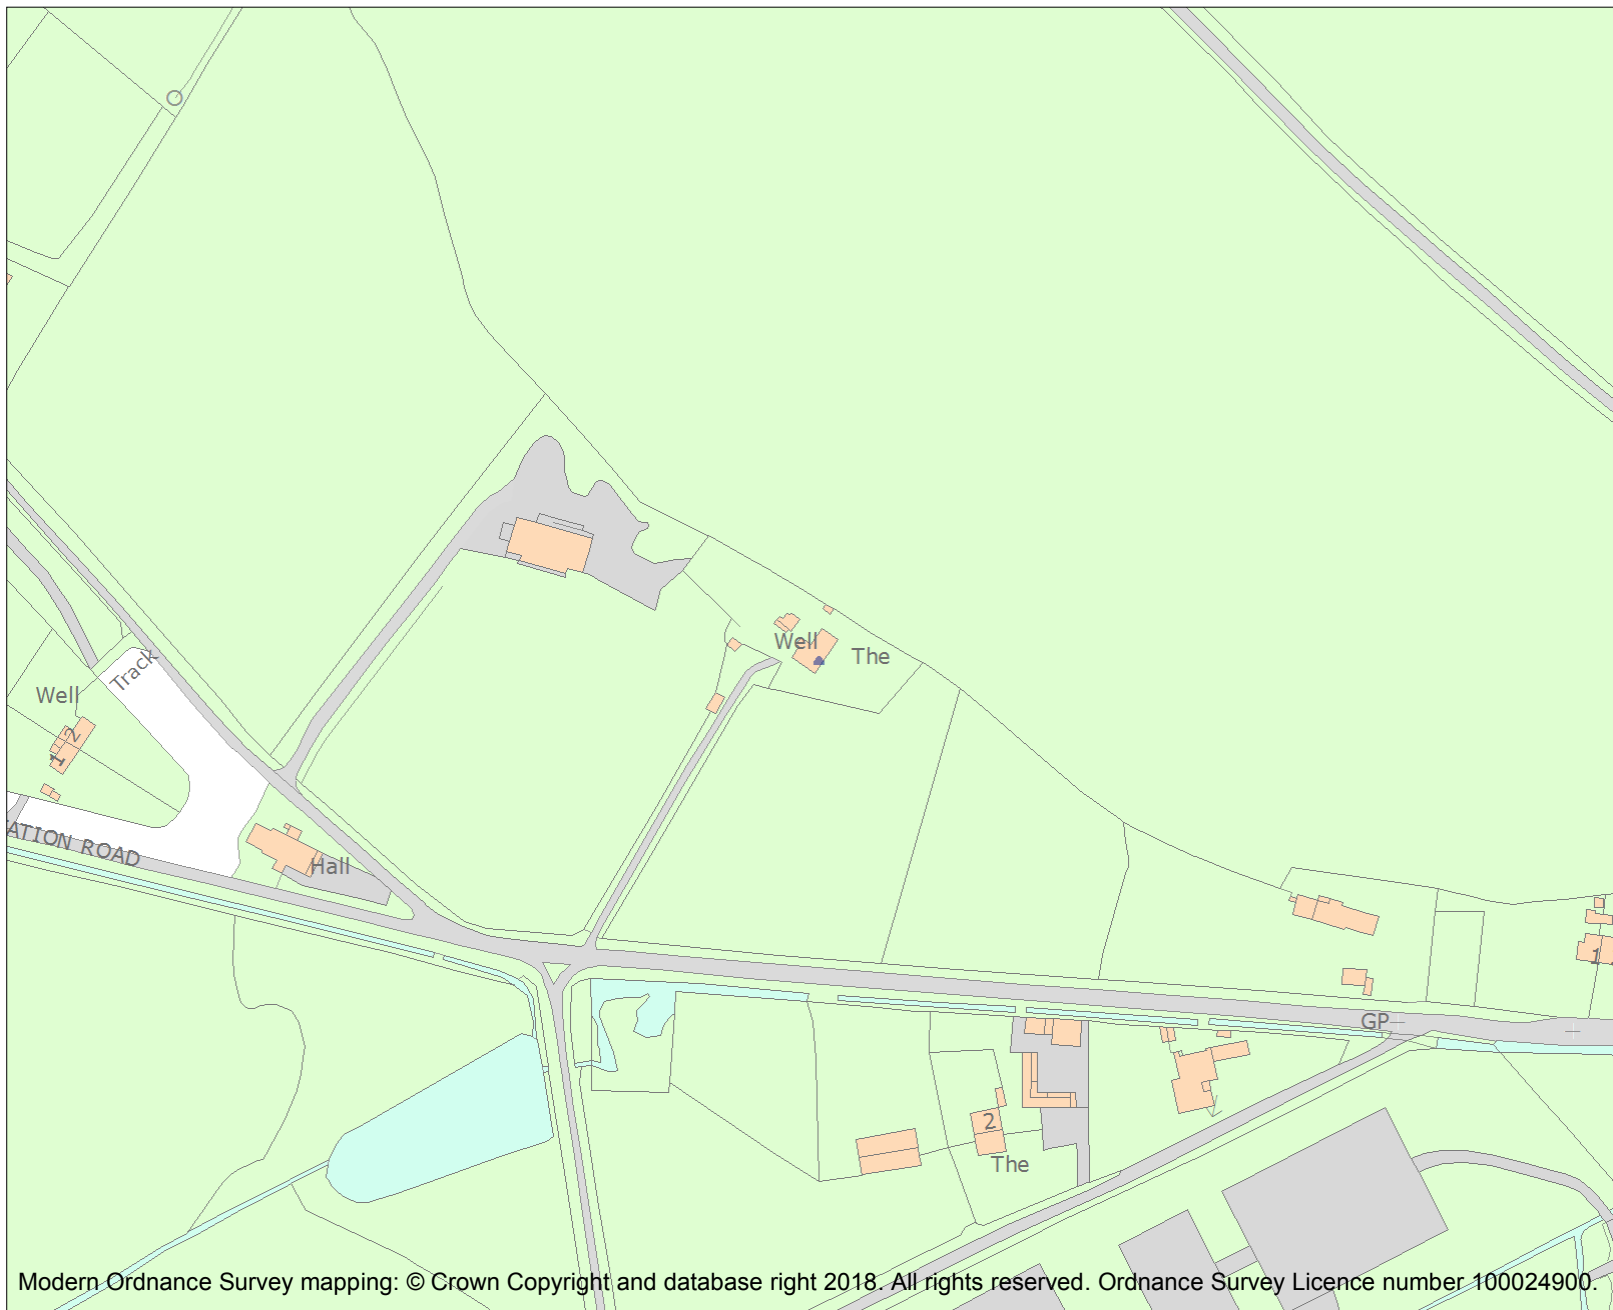 Well
The
Track
Well
2
1
ATION ROAD
Hall
1
GP
2
The
Modern Ordnance Survey mapping: © Crown Copyright and database right 2018. All rights reserved. Ordnance Survey Licence number 100024900.